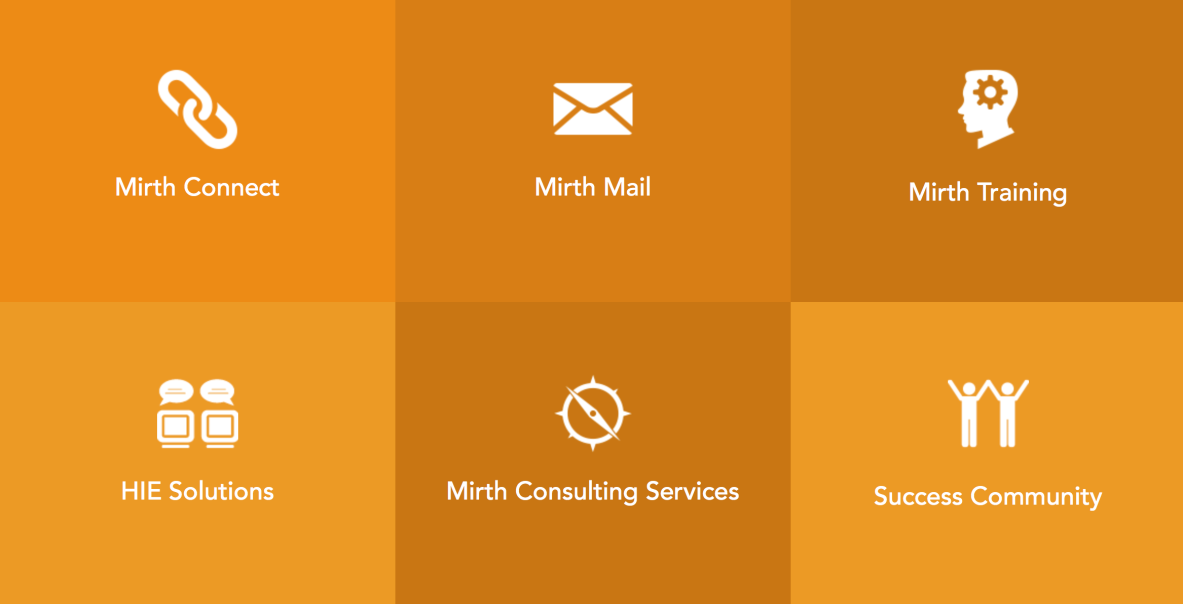 Mirth Connect
Mirth Mail
Mirth Training
HIE Solutions
Mirth Consulting Services
Success Community